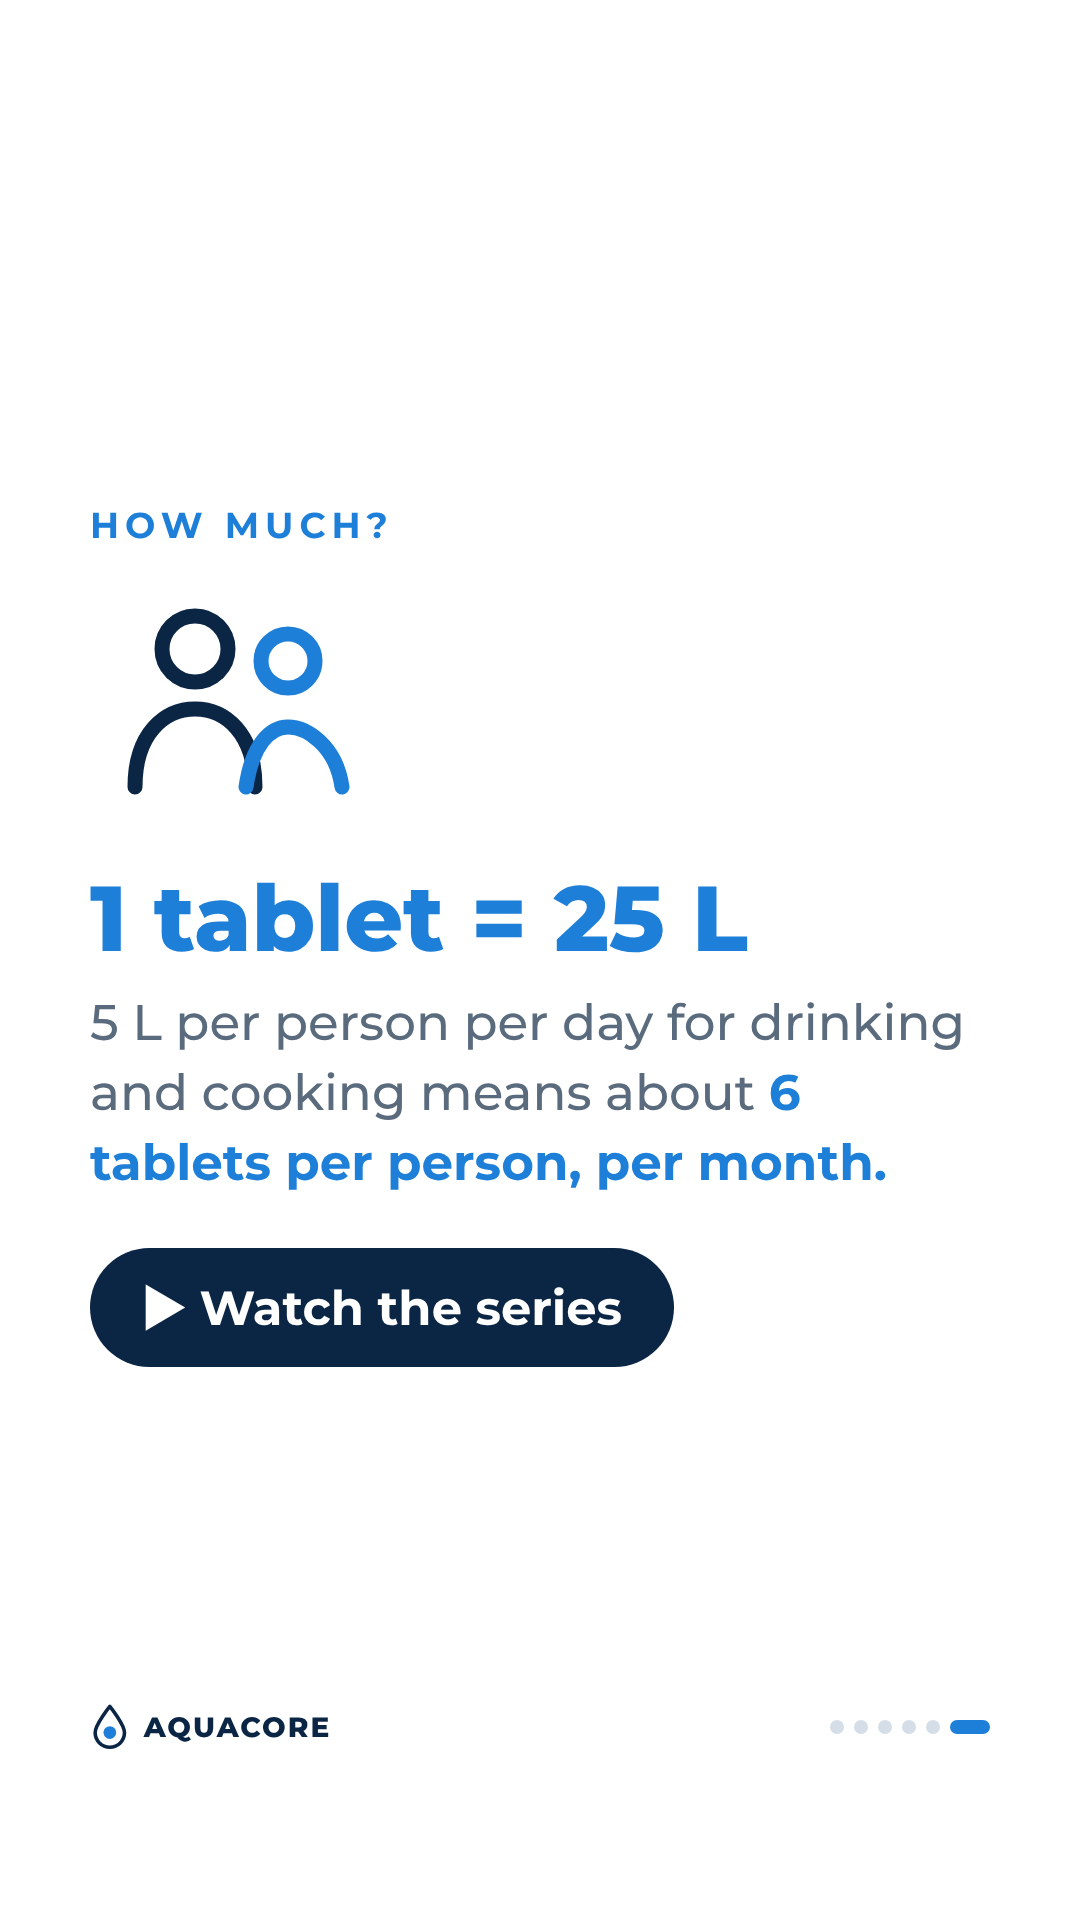 HOW MUCH?
1 tablet = 25 L
5 L per person per day for drinking
and cooking means about 6
tablets per person, per month.
Watch the series
AQUACORE